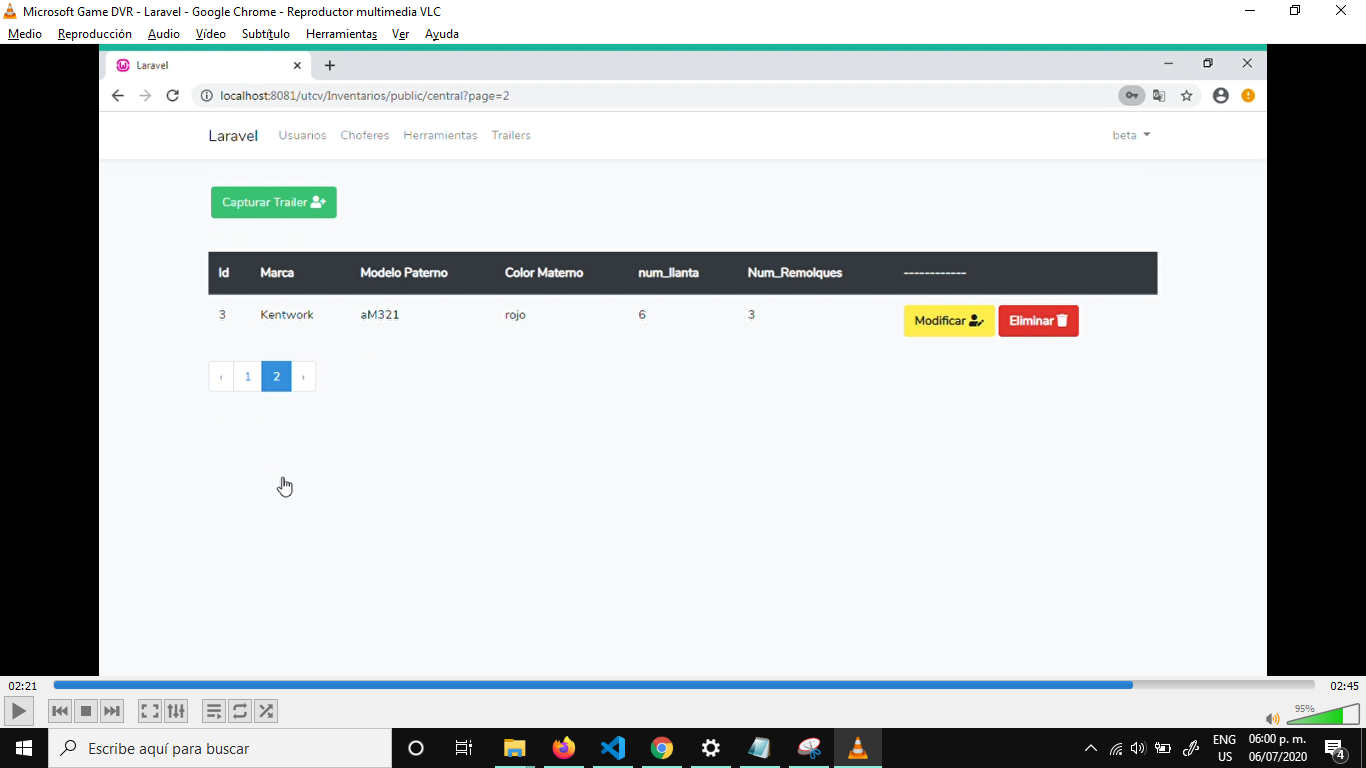 Microsoft Game DVR - Laravel - Google Chrome - Reproductor multimedia VLC
Medio Reproducción Audio Vídeo Subtítulo Herramientas Ver Ayuda
Laravel
localhost:8081/utcv/Inventarios/public/central?page=2
Laravel Usuarios Choferes Herramientas Trailers beta
Capturar Trailer
Id Marca Modelo Paterno Color Materno num_llanta Num_Remolques ------------
3 Kentwork aM321 rojo 6 3 Modificar Eliminar
‹ 1 2 ›
02:21 02:45
95%
Escribe aquí para buscar
ENG 06:00 p. m.
US 06/07/2020 4